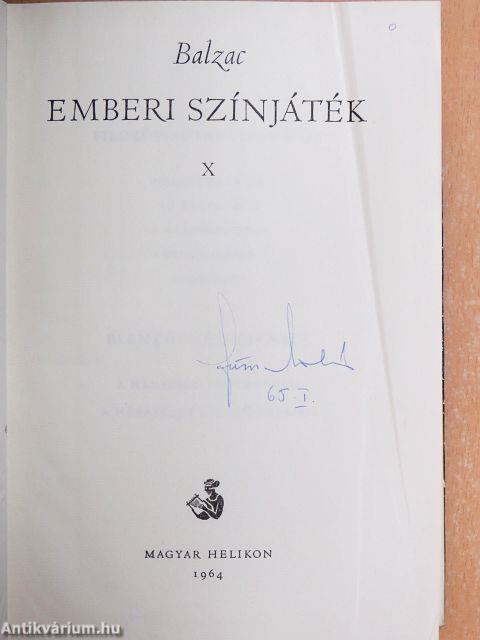 Balzac
EMBERI SZÍNJÁTÉK
X
65. I.
MAGYAR HELIKON
1964
Antikvárium.hu